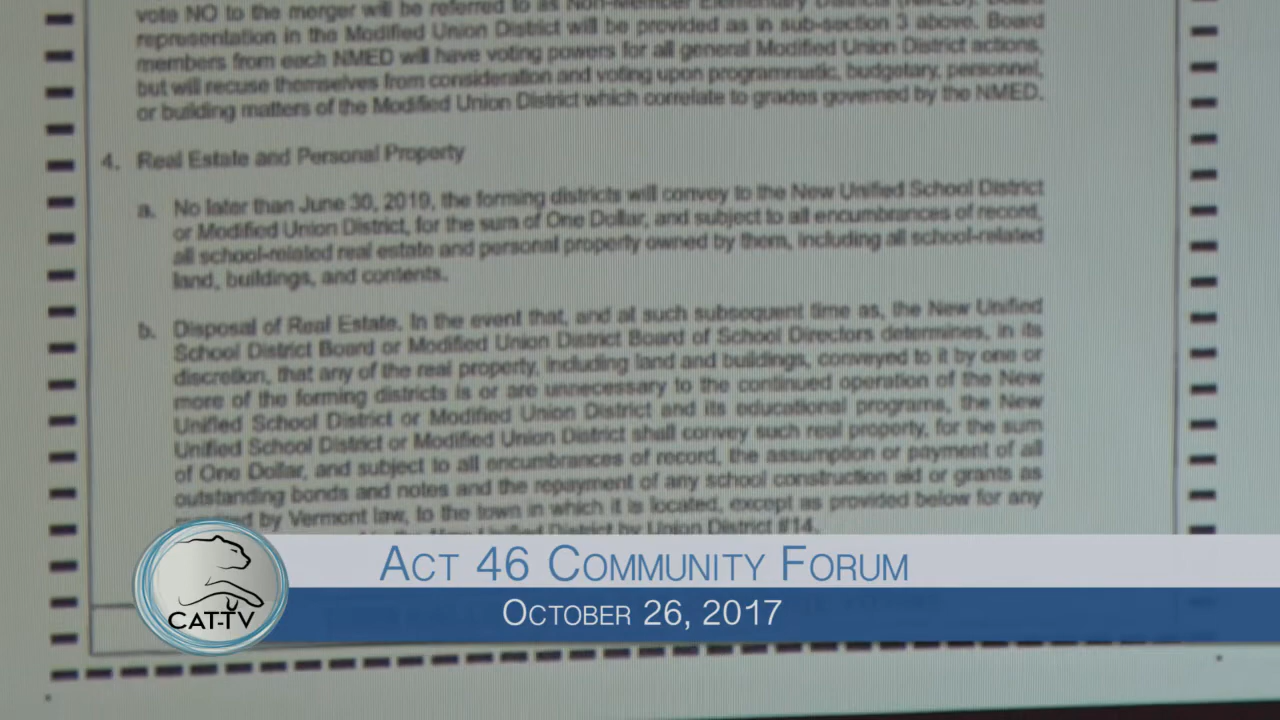 vote NO to the merger will be referred to as Non-Member Elementary Districts (NMED). Board
representation in the Modified Union District will be provided as in sub-section 3 above. Board
members from each NMED will have voting powers for all general Modified Union District actions,
but will recuse themselves from consideration and voting upon programmatic, budgetary, personnel,
or building matters of the Modified Union District which correlate to grades governed by the NMED.
4. Real Estate and Personal Property
a. No later than June 30, 2019, the forming districts will convey to the New Unified School District
or Modified Union District, for the sum of One Dollar, and subject to all encumbrances of record,
all school-related real estate and personal property owned by them, including all school-related
land, buildings, and contents.
b. Disposal of Real Estate. In the event that, and at such subsequent time as, the New Unified
School District Board or Modified Union District Board of School Directors determines, in its
discretion, that any of the real property, including land and buildings, conveyed to it by one or
more of the forming districts is or are unnecessary to the continued operation of the New
Unified School District or Modified Union District and its educational programs, the New
Unified School District or Modified Union District shall convey such real property, for the sum
of One Dollar, and subject to all encumbrances of record, the assumption or payment of all
outstanding bonds and notes and the repayment of any school construction aid or grants as
by Vermont law, to the town in which it is located, except as provided below for any
Unified District by Union District #14.
ACT 46 COMMUNITY FORUM
OCTOBER 26, 2017
CAT-TV